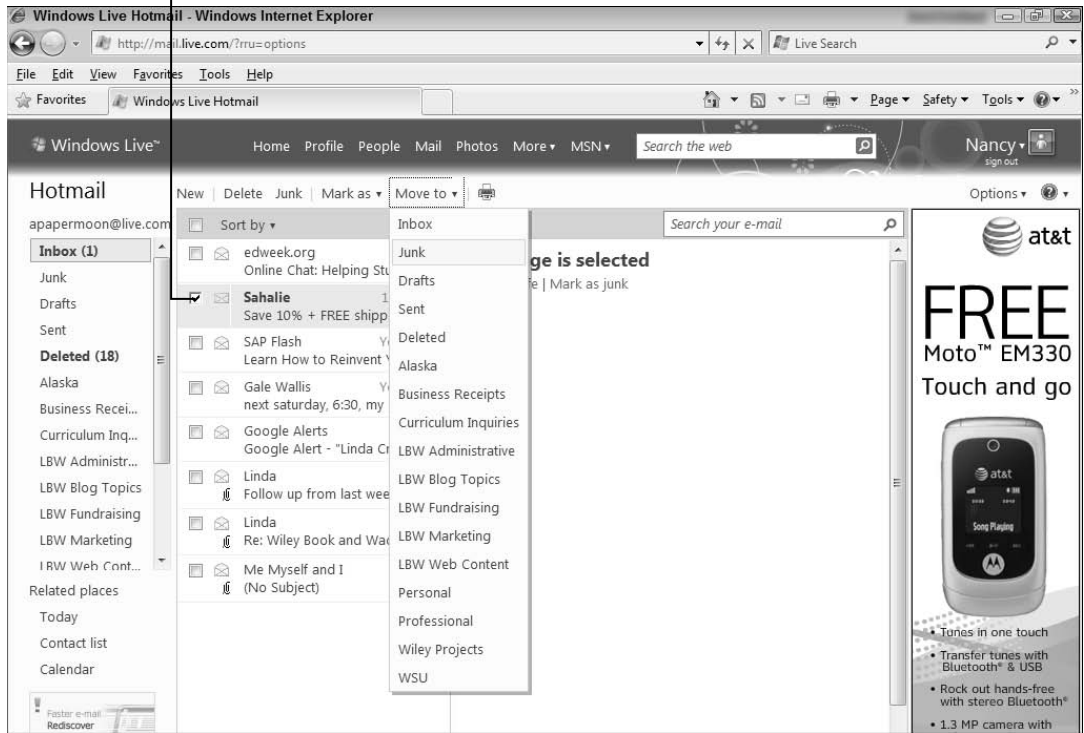 Windows Live Hotmail - Windows Internet Explorer
http://mail.live.com/?rru=options
Live Search
File Edit View Favorites Tools Help
Favorites
Windows Live Hotmail
Page Safety Tools
Windows Live™
Home Profile People Mail Photos More MSN
Search the web
Nancy
sign out
Hotmail
New | Delete Junk | Mark as Move to
Options
apapermoon@live.com
Inbox (1)
Junk
Drafts
Sent
Deleted (18)
Alaska
Business Recei...
Curriculum Inq...
LBW Administr...
LBW Blog Topics
LBW Fundraising
LBW Marketing
LBW Web Cont...
Related places
Today
Contact list
Calendar
Faster e-mail
Rediscover
Sort by
edweek.org
Online Chat: Helping Stu
Sahalie 1
Save 10% + FREE shipp
SAP Flash Y
Learn How to Reinvent
Gale Wallis Y
next saturday, 6:30, my
Google Alerts
Google Alert - "Linda Cr
Linda
Follow up from last wee
Linda
Re: Wiley Book and Wad
Me Myself and I
(No Subject)
Inbox
Junk
Drafts
Sent
Deleted
Alaska
Business Receipts
Curriculum Inquiries
LBW Administrative
LBW Blog Topics
LBW Fundraising
LBW Marketing
LBW Web Content
Personal
Professional
Wiley Projects
WSU
Search your e-mail
ge is selected
fe | Mark as junk
at&t
FREE
Moto™ EM330
Touch and go
at&t
Song Playing
• Tunes in one touch
• Transfer tunes with
Bluetooth® & USB
• Rock out hands-free
with stereo Bluetooth®
• 1.3 MP camera with